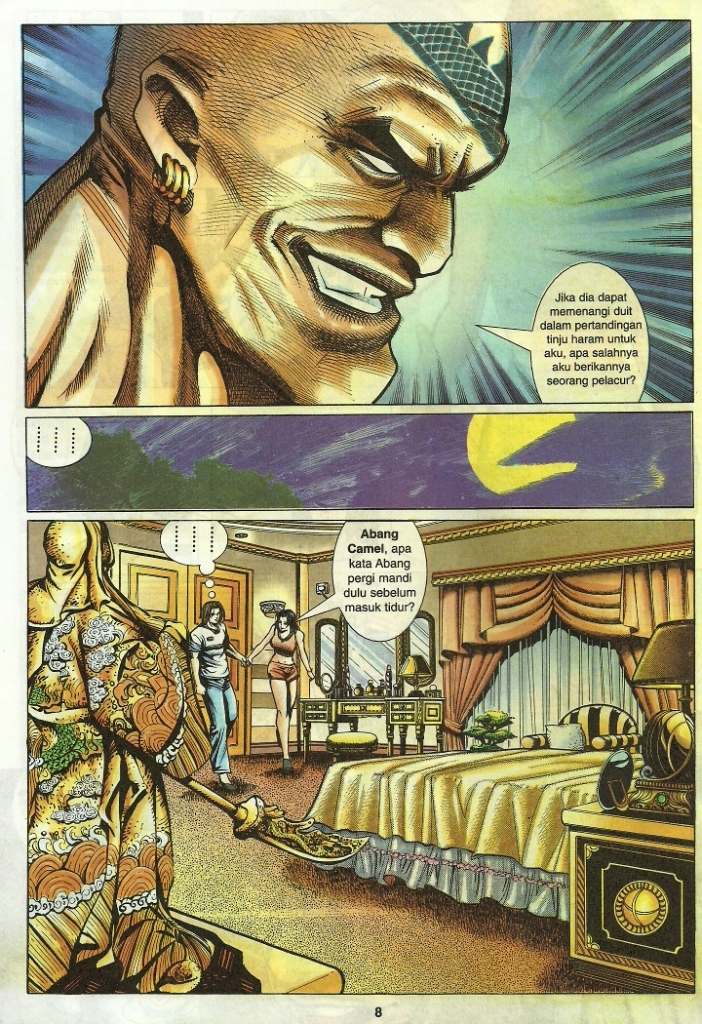 Jika dia dapat
memenangi duit
dalam pertandingan
tinju haram untuk
aku, apa salahnya
aku berikannya
seorang pelacur?
Abang
Camel, apa
kata Abang
pergi mandi
dulu sebelum
masuk tidur?
8